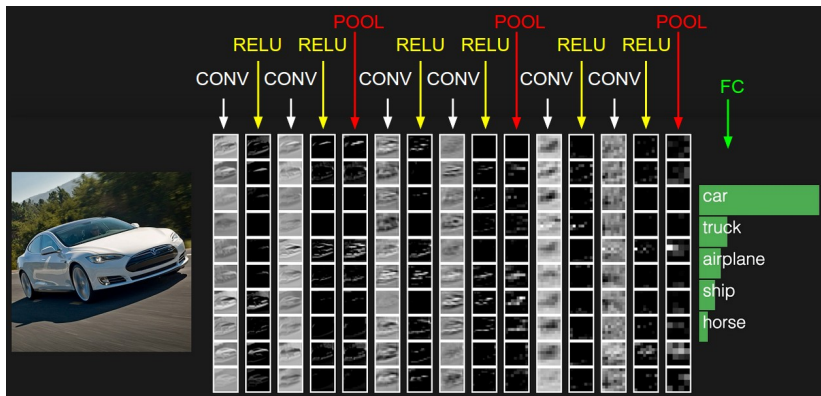 POOL POOL POOL
RELU RELU RELU RELU RELU RELU
CONV CONV CONV CONV CONV CONV
FC
car
truck
airplane
ship
horse